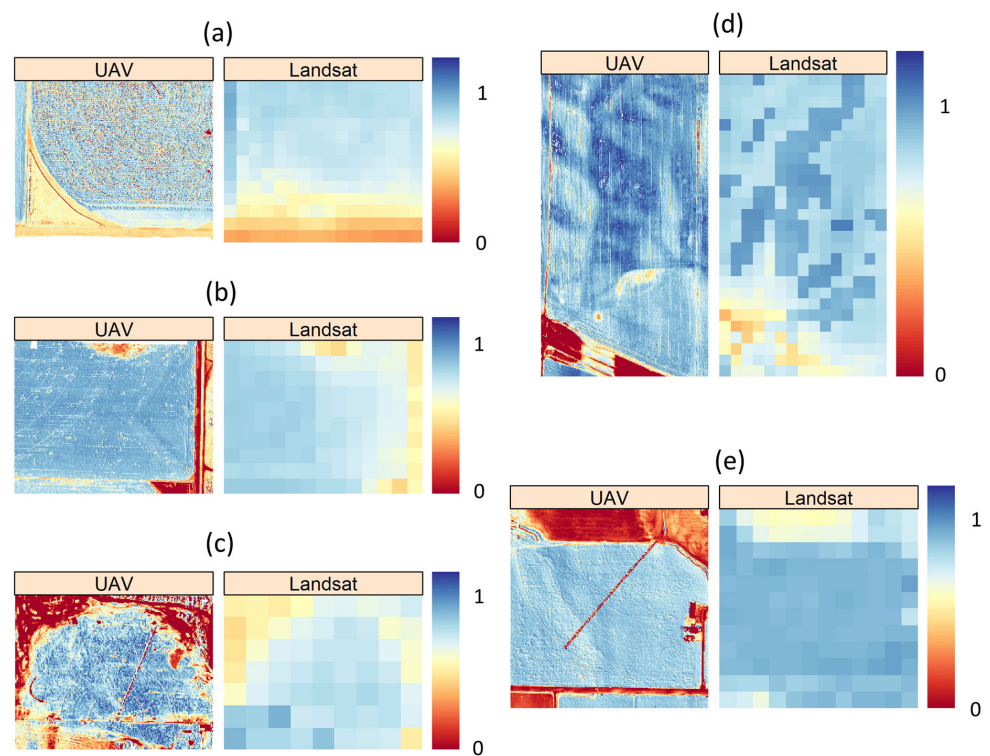 (a)
UAV
Landsat
1
0
(b)
UAV
Landsat
1
0
(c)
UAV
Landsat
1
0
(d)
UAV
Landsat
1
0
(e)
UAV
Landsat
1
0